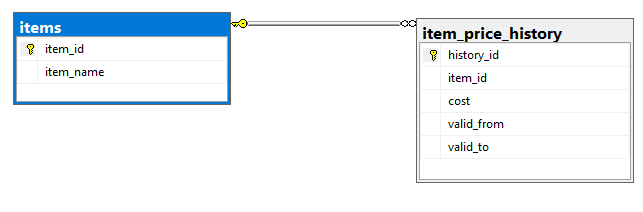 items
item_id
item_name
item_price_history
history_id
item_id
cost
valid_from
valid_to